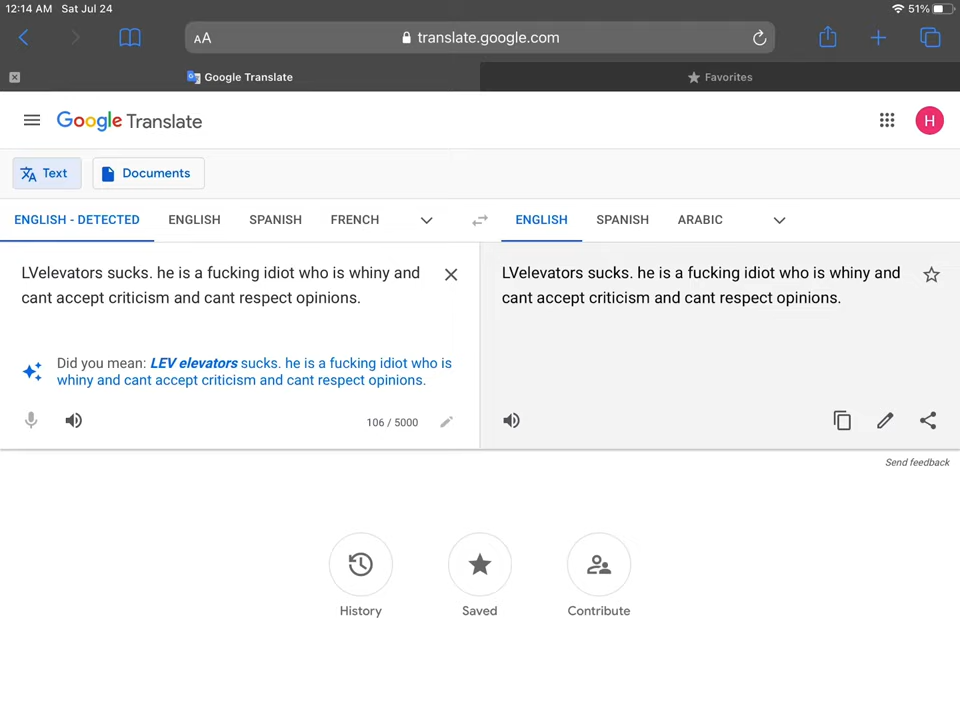 12:14 AM Sat Jul 24
51%
AA
translate.google.com
Google Translate
Favorites
Google Translate
H
Text
Documents
ENGLISH - DETECTED ENGLISH SPANISH FRENCH
ENGLISH SPANISH ARABIC
LVelevators sucks. he is a fucking idiot who is whiny and
cant accept criticism and cant respect opinions.
LVelevators sucks. he is a fucking idiot who is whiny and
cant accept criticism and cant respect opinions.
Did you mean: LEV elevators sucks. he is a fucking idiot who is
whiny and cant accept criticism and cant respect opinions.
106 / 5000
Send feedback
History
Saved
Contribute